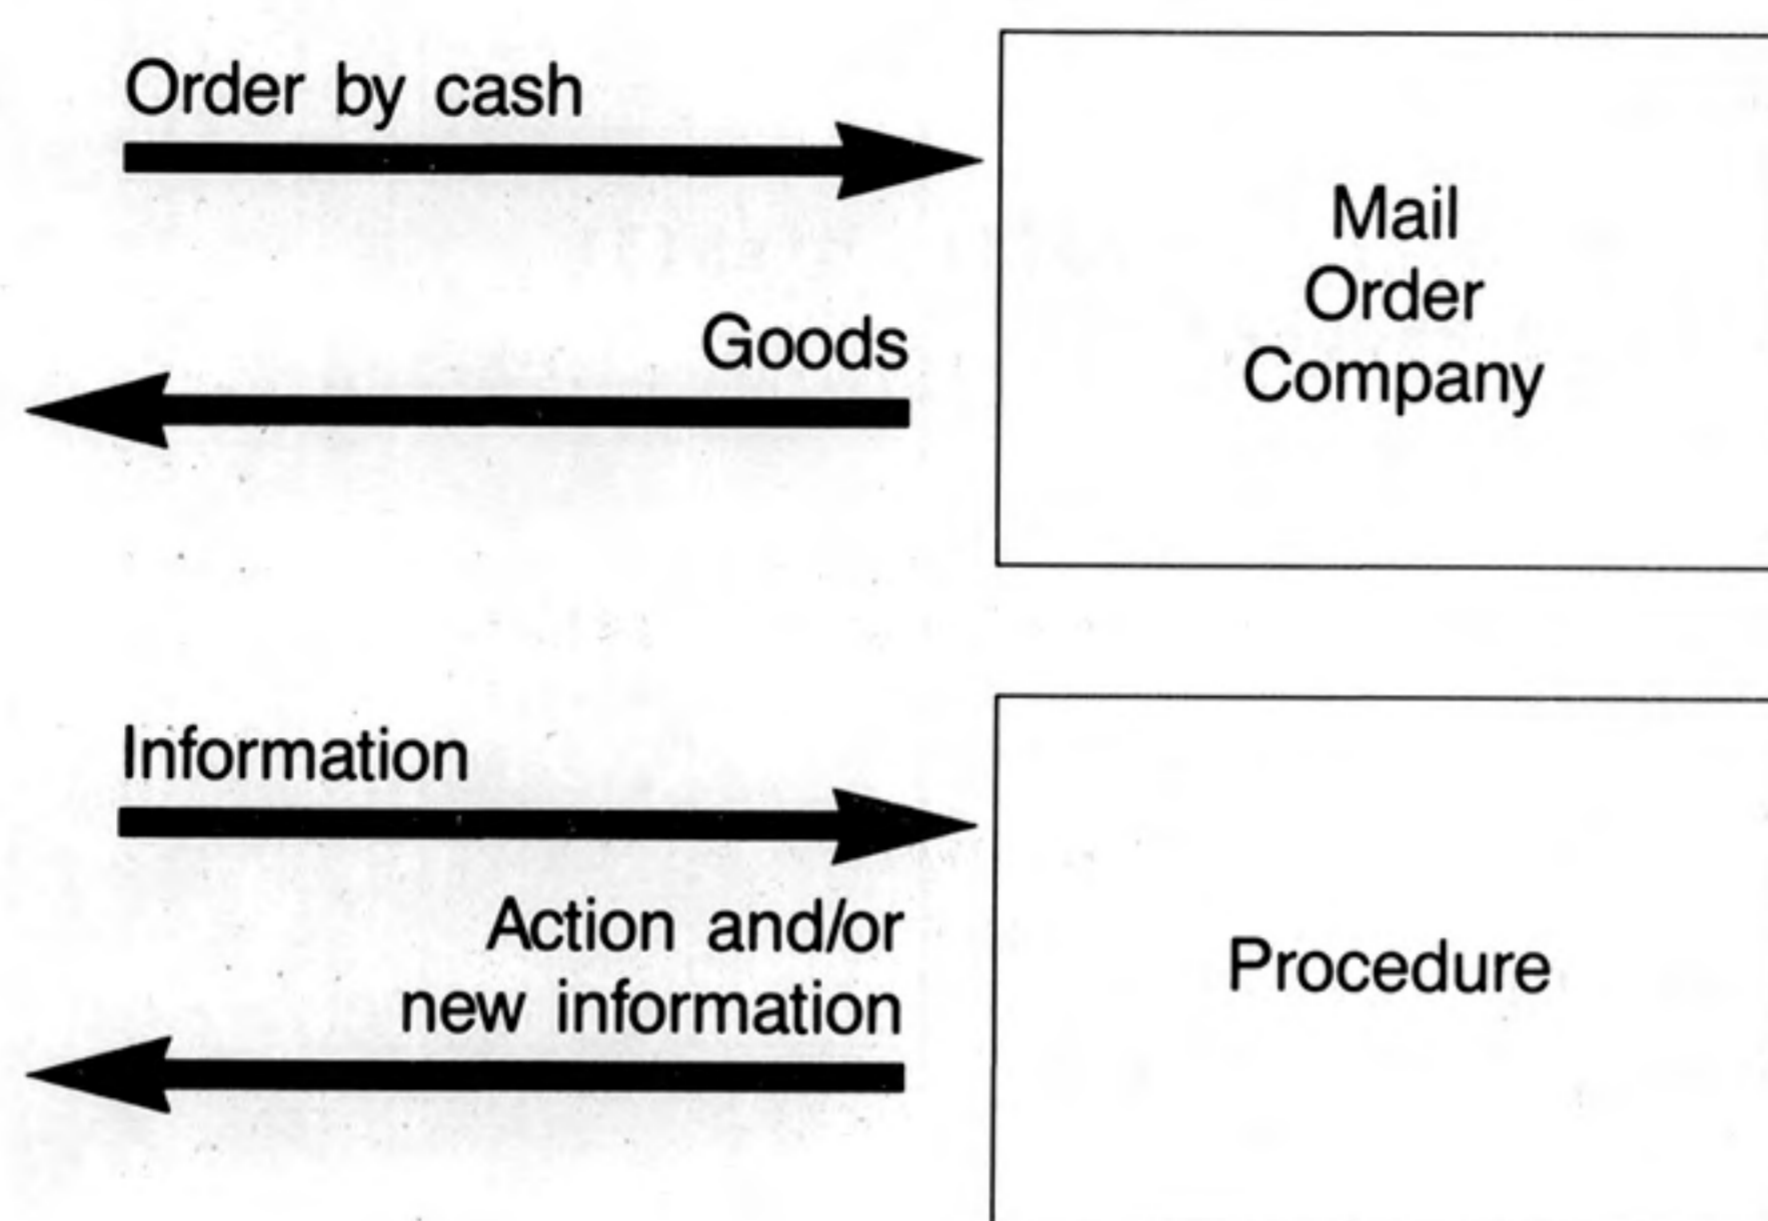 Order by cash
Goods
Mail
Order
Company
Information
Action and/or
new information
Procedure